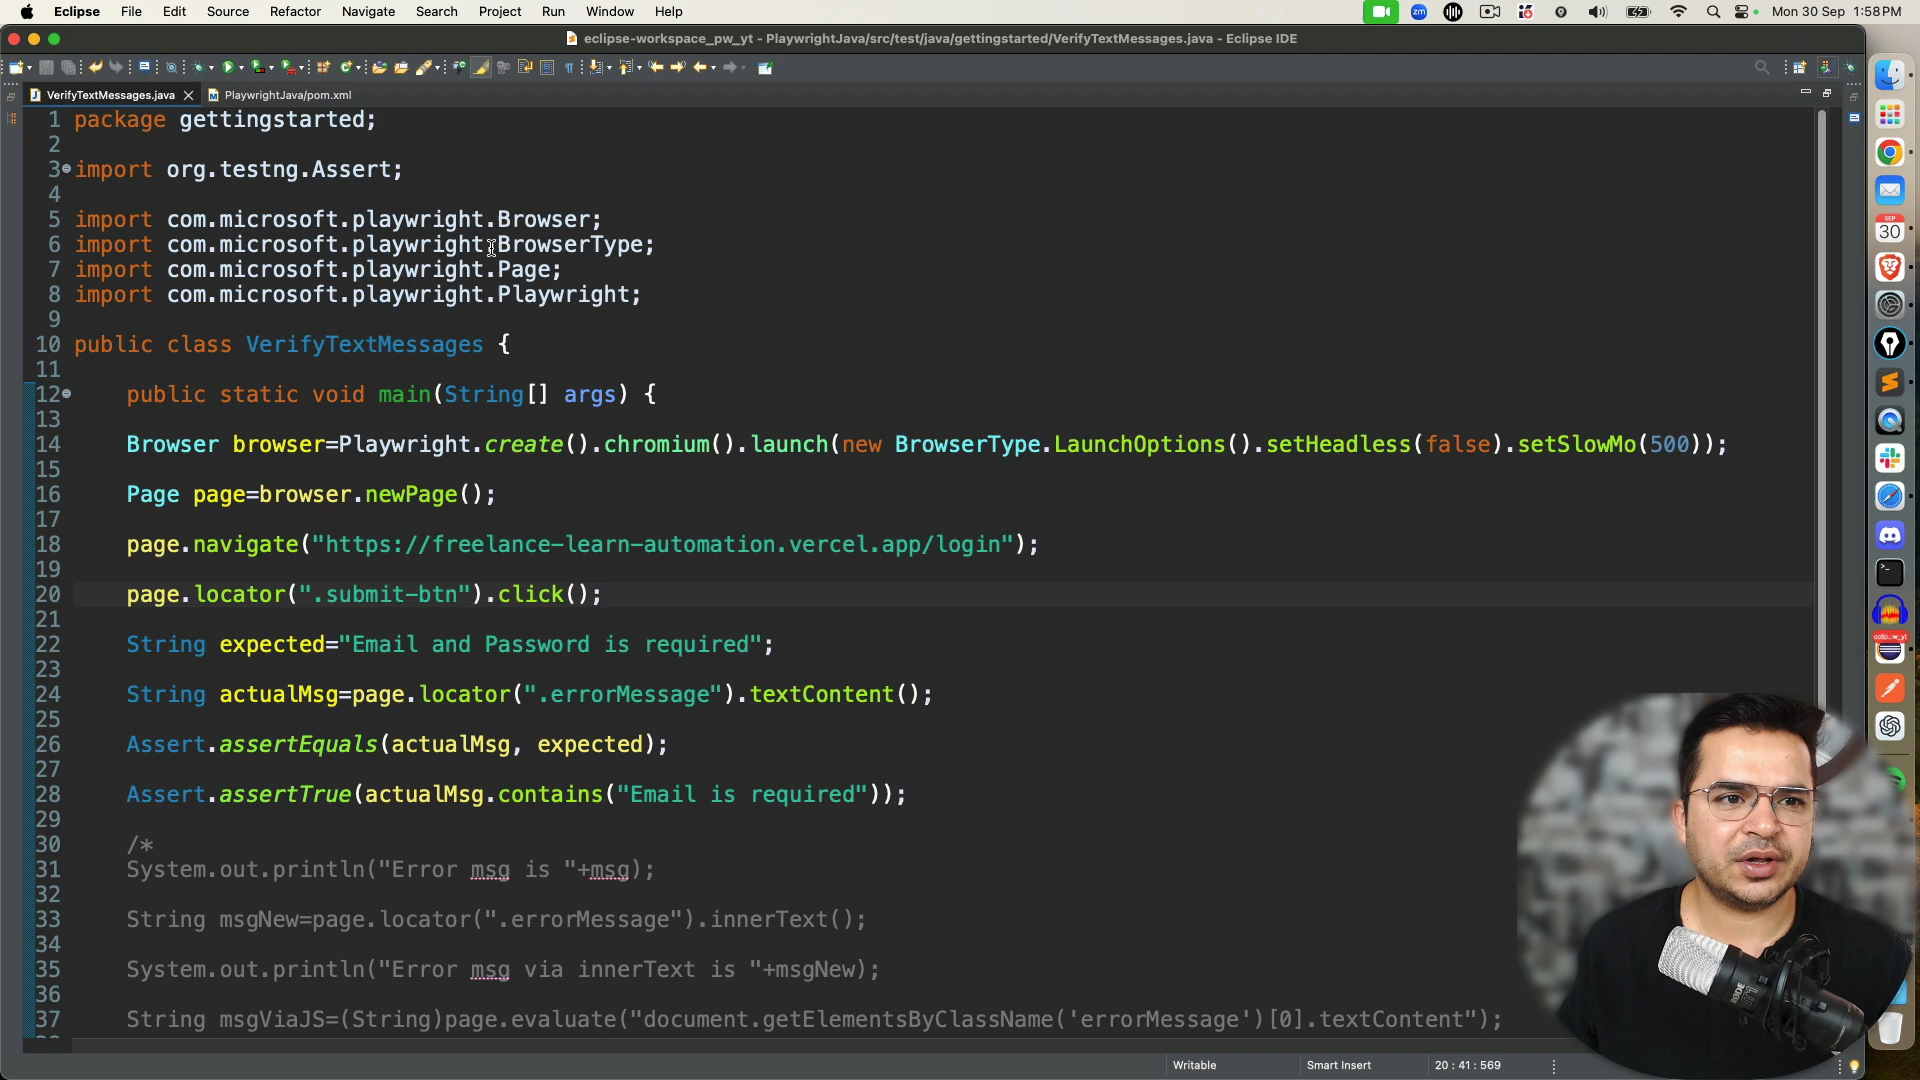 Eclipse File Edit Source Refactor Navigate Search Project Run Window Help
zm
Mon 30 Sep 1:58PM
eclipse-workspace_pw_yt - PlaywrightJava/src/test/java/gettingstarted/VerifyTextMessages.java - Eclipse IDE
VerifyTextMessages.java
PlaywrightJava/pom.xml
1 package gettingstarted;
2
3 import org.testng.Assert;
4
5 import com.microsoft.playwright.Browser;
6 import com.microsoft.playwright.BrowserType;
7 import com.microsoft.playwright.Page;
8 import com.microsoft.playwright.Playwright;
9
10 public class VerifyTextMessages {
11
12 public static void main(String[] args) {
13
14 Browser browser=Playwright.create().chromium().launch(new BrowserType.LaunchOptions().setHeadless(false).setSlowMo(500));
15
16 Page page=browser.newPage();
17
18 page.navigate("https://freelance-learn-automation.vercel.app/login");
19
20 page.locator(".submit-btn").click();
21
22 String expected="Email and Password is required";
23
24 String actualMsg=page.locator(".errorMessage").textContent();
25
26 Assert.assertEquals(actualMsg, expected);
27
28 Assert.assertTrue(actualMsg.contains("Email is required"));
29
30 /*
31 System.out.println("Error msg is "+msg);
32
33 String msgNew=page.locator(".errorMessage").innerText();
34
35 System.out.println("Error msg via innerText is "+msgNew);
36
37 String msgViaJS=(String)page.evaluate("document.getElementsByClassName('errorMessage')[0].textContent");
Writable
Smart Insert
20 : 41 : 569
SEP
30
eclip...w_yt
RØDE